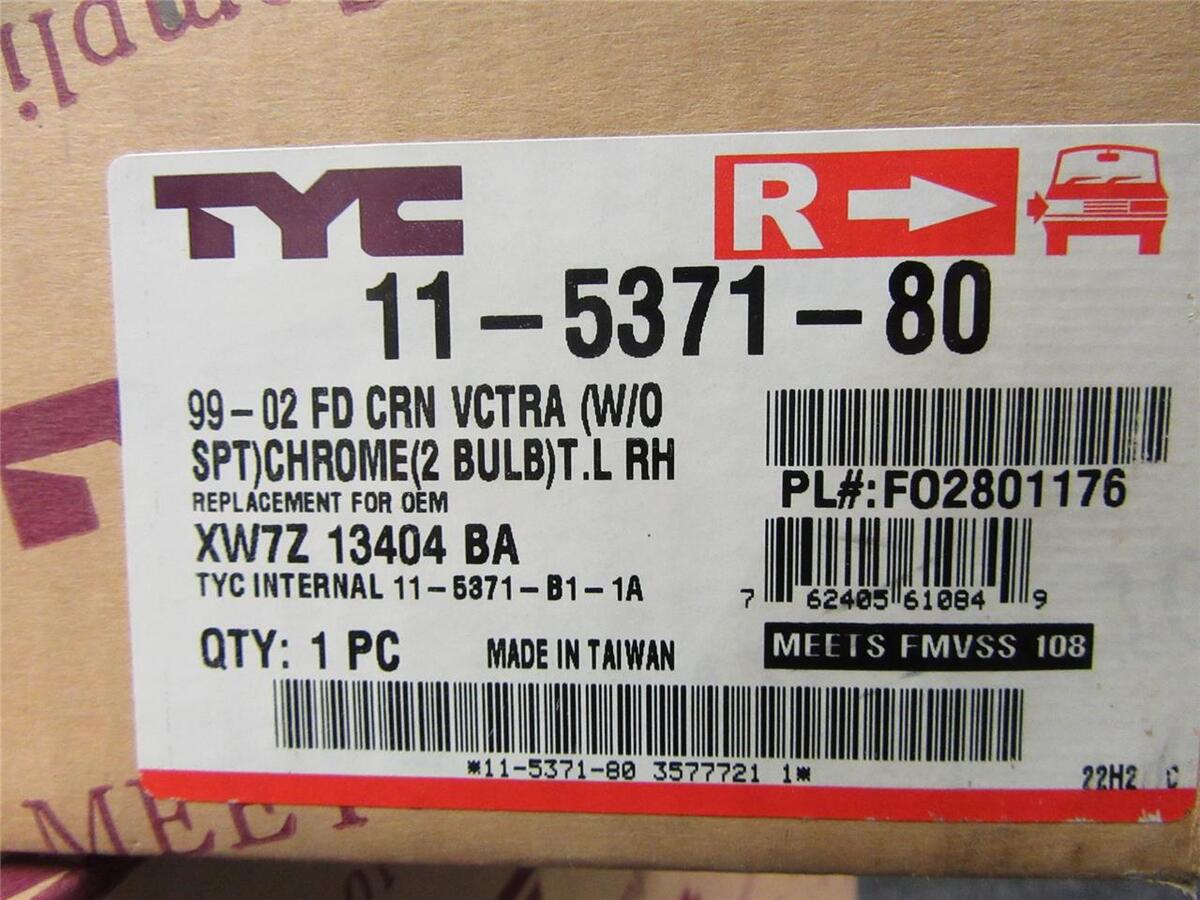 TYC
R
11-5371-80
99-02 FD CRN VCTRA (W/O
SPT)CHROME(2 BULB)T.L RH
REPLACEMENT FOR OEM
XW7Z 13404 BA
TYC INTERNAL 11-5371-B1-1A
PL#:FO2801176
7 62405 61084 9
QTY: 1 PC
MADE IN TAIWAN
MEETS FMVSS 108
*11-5371-80 3577721 1*
22H2 C
MEET